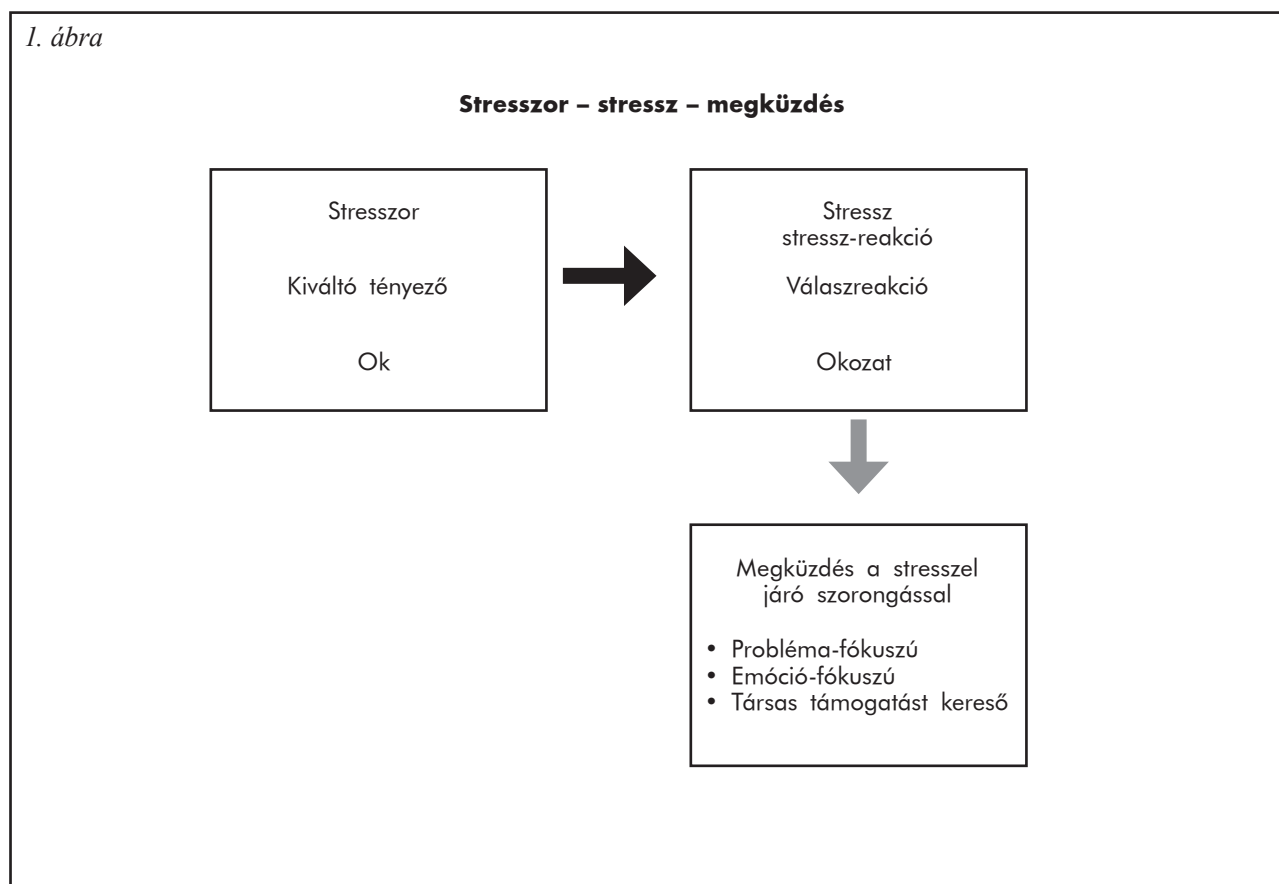 1. ábra
Stresszor – stressz – megküzdés
Stresszor
Kiváltó tényező
Ok
Stressz
stressz-reakció
Válaszreakció
Okozat
Megküzdés a stresszel
járó szorongással
• Probléma-fókuszú
• Emóció-fókuszú
• Társas támogatást kereső